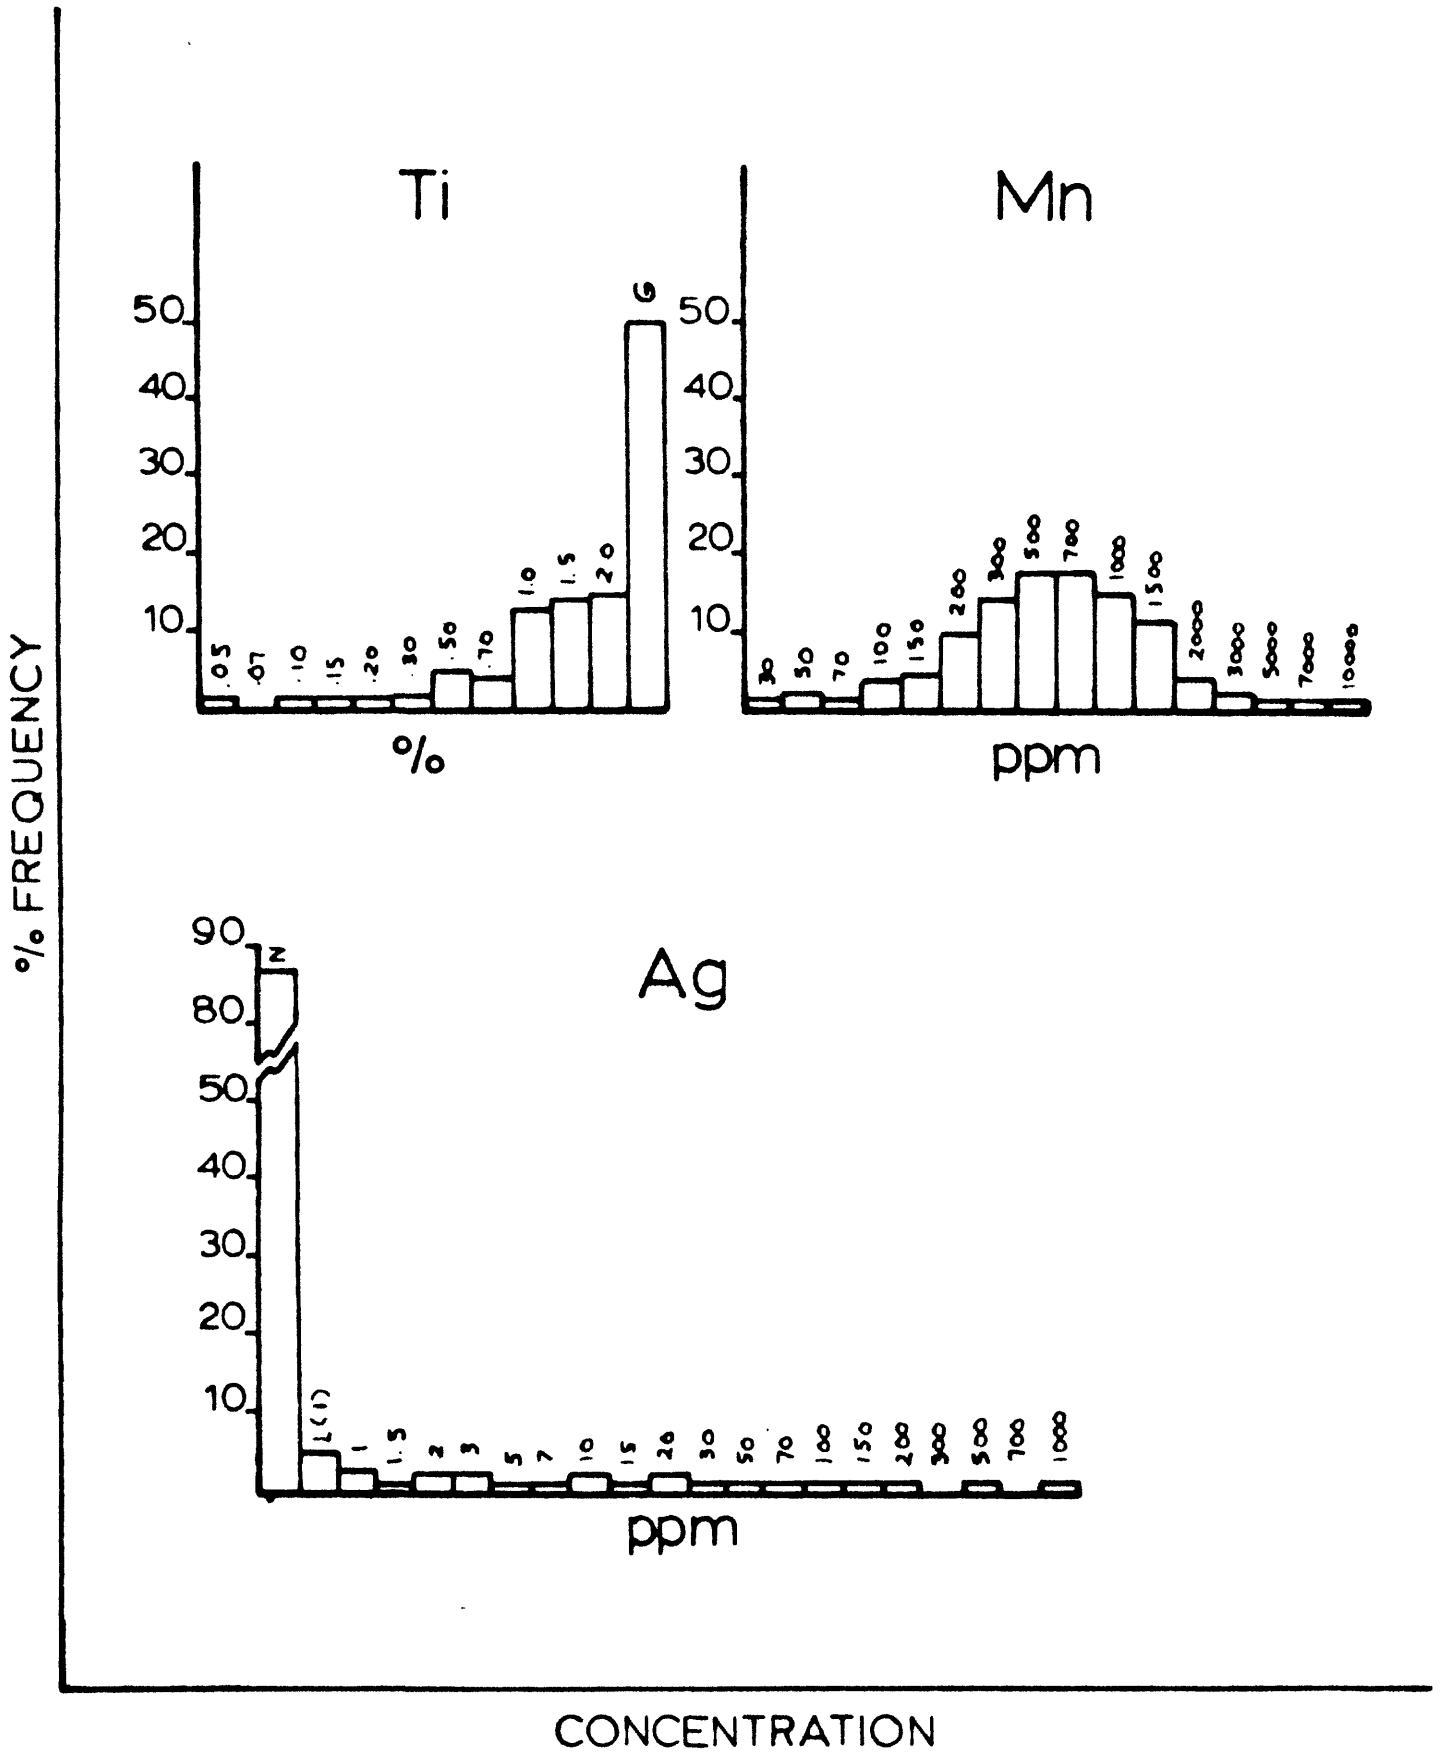 % FREQUENCY
Ti
50
40
30
20
10
.05 .07 .10 .15 .20 .30 .50 .70 1.0 1.5 2.0 G
%
Mn
50
40
30
20
10
30 50 70 100 150 200 300 500 700 1000 1500 2000 3000 5000 7000 10000
ppm
Ag
90
80
50
40
30
20
10
N L(1) 1 1.5 2 3 5 7 10 15 20 30 50 70 100 150 200 300 500 700 1000
ppm
CONCENTRATION